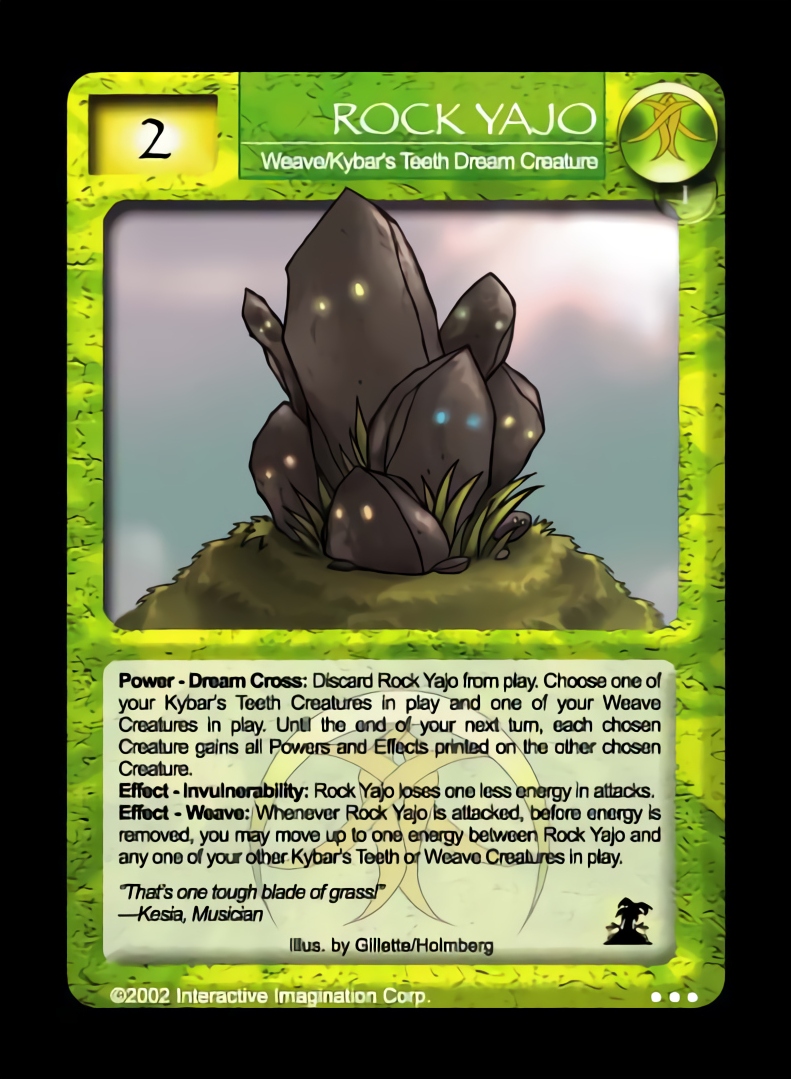 2
ROCK YAJO
Weave/Kybar's Teeth Dream Creature
1
Power - Dream Cross: Discard Rock Yajo from play. Choose one of
your Kybar's Teeth Creatures in play and one of your Weave
Creatures in play. Until the end of your next turn, each chosen
Creature gains all Powers and Effects printed on the other chosen
Creature.
Effect - Invulnerability: Rock Yajo loses one less energy in attacks.
Effect - Weave: Whenever Rock Yajo is attacked, before energy is
removed, you may move up to one energy between Rock Yajo and
any one of your other Kybar's Teeth or Weave Creatures in play.
"That's one tough blade of grass!"
—Kesia, Musician
Illus. by Gillette/Holmberg
©2002 Interactive Imagination Corp.